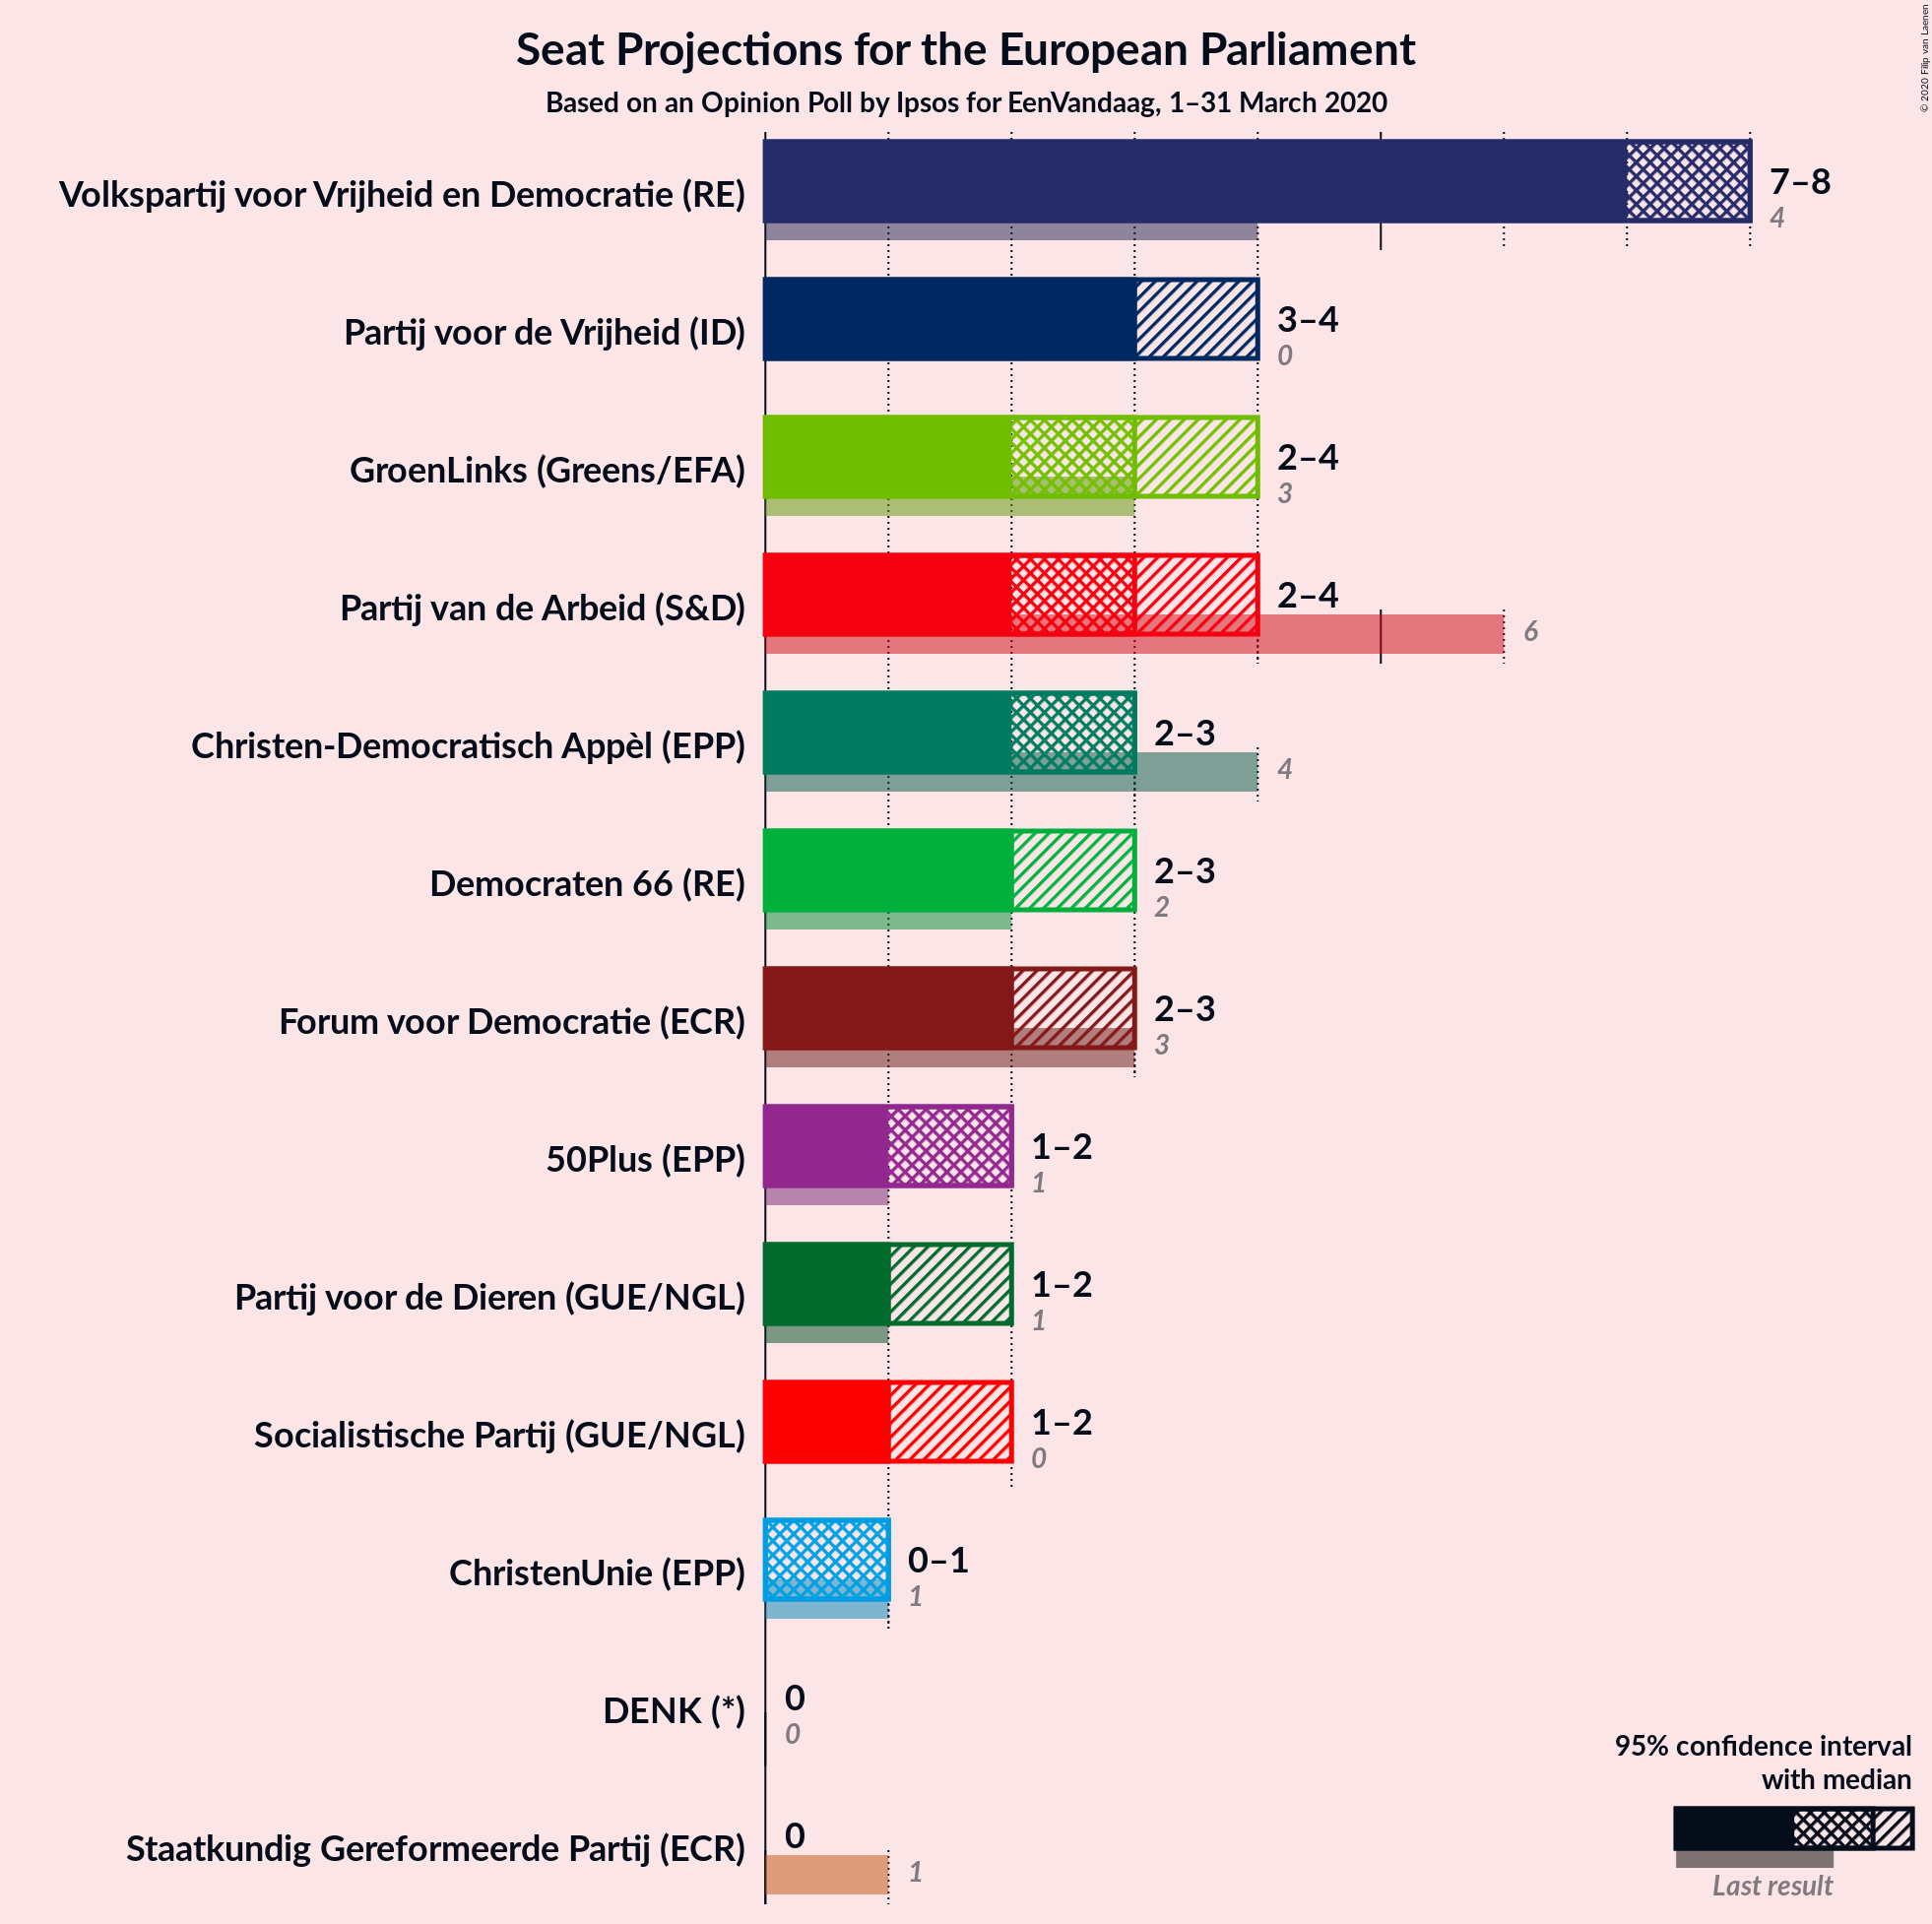 Seat Projections for the European Parliament
Based on an Opinion Poll by Ipsos for EenVandaag, 1–31 March 2020
© 2020 Filip van Laenen
Volkspartij voor Vrijheid en Democratie (RE)
7–8
4
Partij voor de Vrijheid (ID)
3–4
0
GroenLinks (Greens/EFA)
2–4
3
Partij van de Arbeid (S&D)
2–4
6
Christen-Democratisch Appèl (EPP)
2–3
4
Democraten 66 (RE)
2–3
2
Forum voor Democratie (ECR)
2–3
3
50Plus (EPP)
1–2
1
Partij voor de Dieren (GUE/NGL)
1–2
1
Socialistische Partij (GUE/NGL)
1–2
0
ChristenUnie (EPP)
0–1
1
DENK (*)
0
0
Staatkundig Gereformeerde Partij (ECR)
0
1
95% confidence interval
with median
Last result